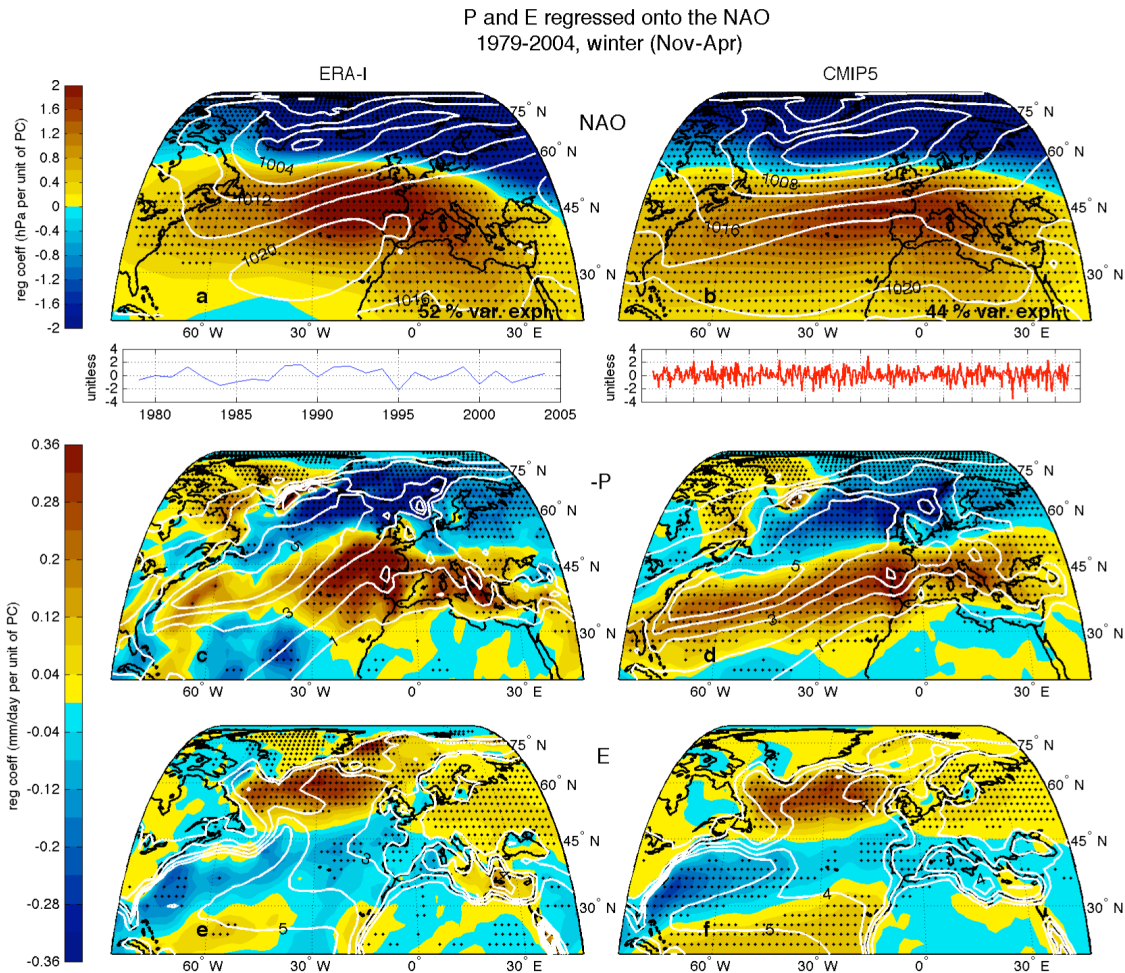 P and E regressed onto the NAO
1979-2004, winter (Nov-Apr)
ERA-I
CMIP5
NAO
reg coeff (hPa per unit of PC)
2
1.6
1.2
0.8
0.4
0
-0.4
-0.8
-1.2
-1.6
-2
1004
1012
1020
1016
a
52 % var. expl.
60° W
30° W
0
30° E
75° N
60° N
45° N
30° N
1008
1016
1020
b
44 % var. expl.
60° W
30° W
0
30° E
75° N
60° N
45° N
30° N
unitless
4
2
0
-2
-4
1980
1985
1990
1995
2000
2005
unitless
4
2
0
-2
-4
-P
reg coeff (mm/day per unit of PC)
0.36
0.28
0.2
0.12
0.04
-0.04
-0.12
-0.2
-0.28
-0.36
5
3
1
c
60° W
30° W
0
30° E
75° N
60° N
45° N
30° N
5
3
1
d
60° W
30° W
0
30° E
75° N
60° N
45° N
30° N
E
3
5
e
60° W
30° W
0
30° E
75° N
60° N
45° N
30° N
4
4
5
f
60° W
30° W
0
30° E
75° N
60° N
45° N
30° N